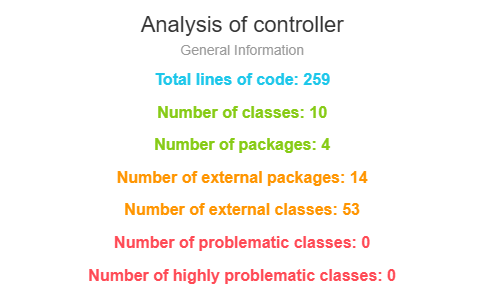 Analysis of controller
General Information
Total lines of code: 259
Number of classes: 10
Number of packages: 4
Number of external packages: 14
Number of external classes: 53
Number of problematic classes: 0
Number of highly problematic classes: 0